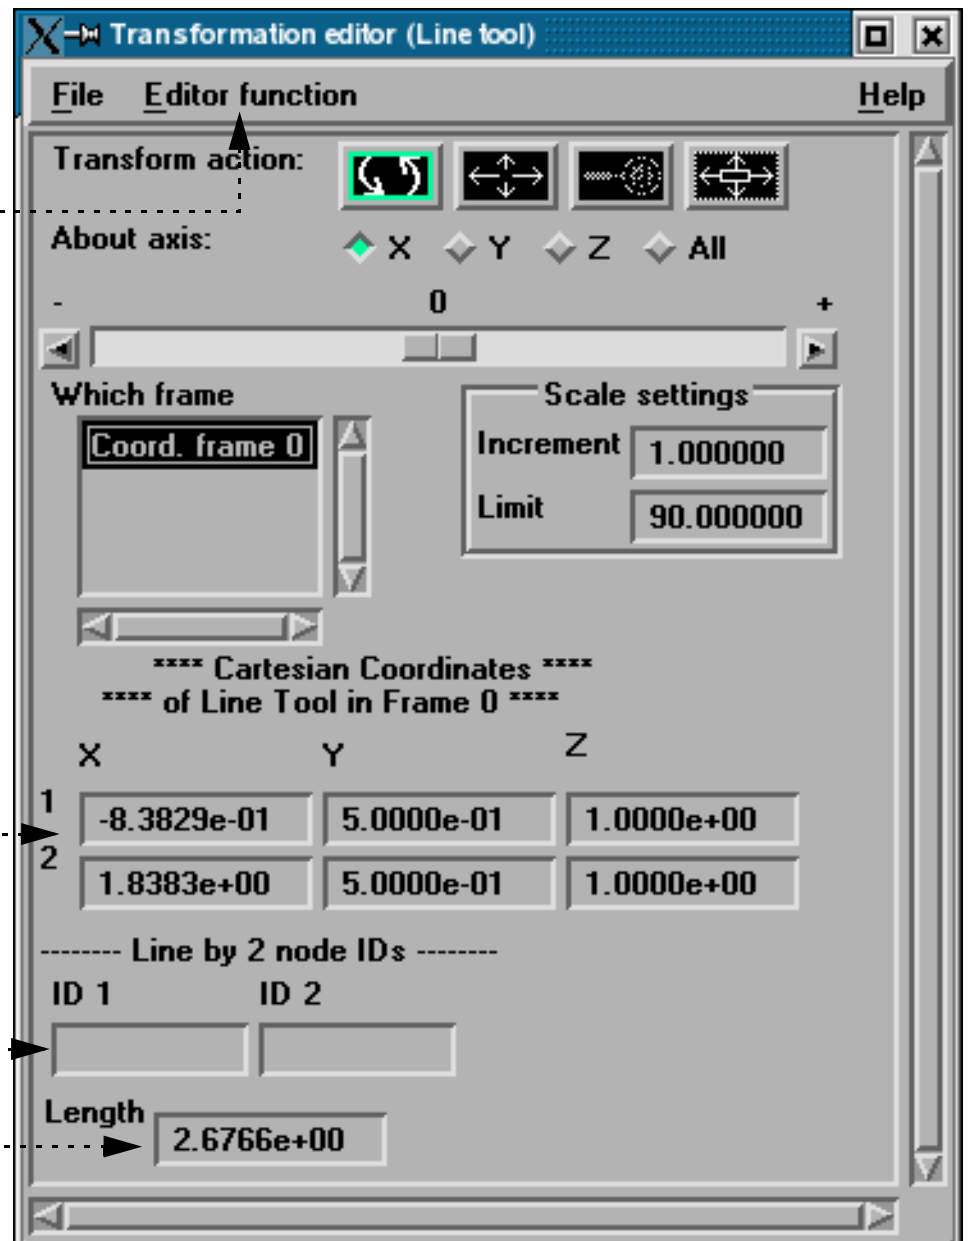 Transformation editor (Line tool)
File Editor function Help
Transform action:
About axis: X Y Z All
- 0 +
Which frame
Coord. frame 0
Scale settings
Increment 1.000000
Limit 90.000000
**** Cartesian Coordinates ****
**** of Line Tool in Frame 0 ****
X Y Z
1 -8.3829e-01 5.0000e-01 1.0000e+00
2 1.8383e+00 5.0000e-01 1.0000e+00
-------- Line by 2 node IDs --------
ID 1 ID 2
Length 2.6766e+00